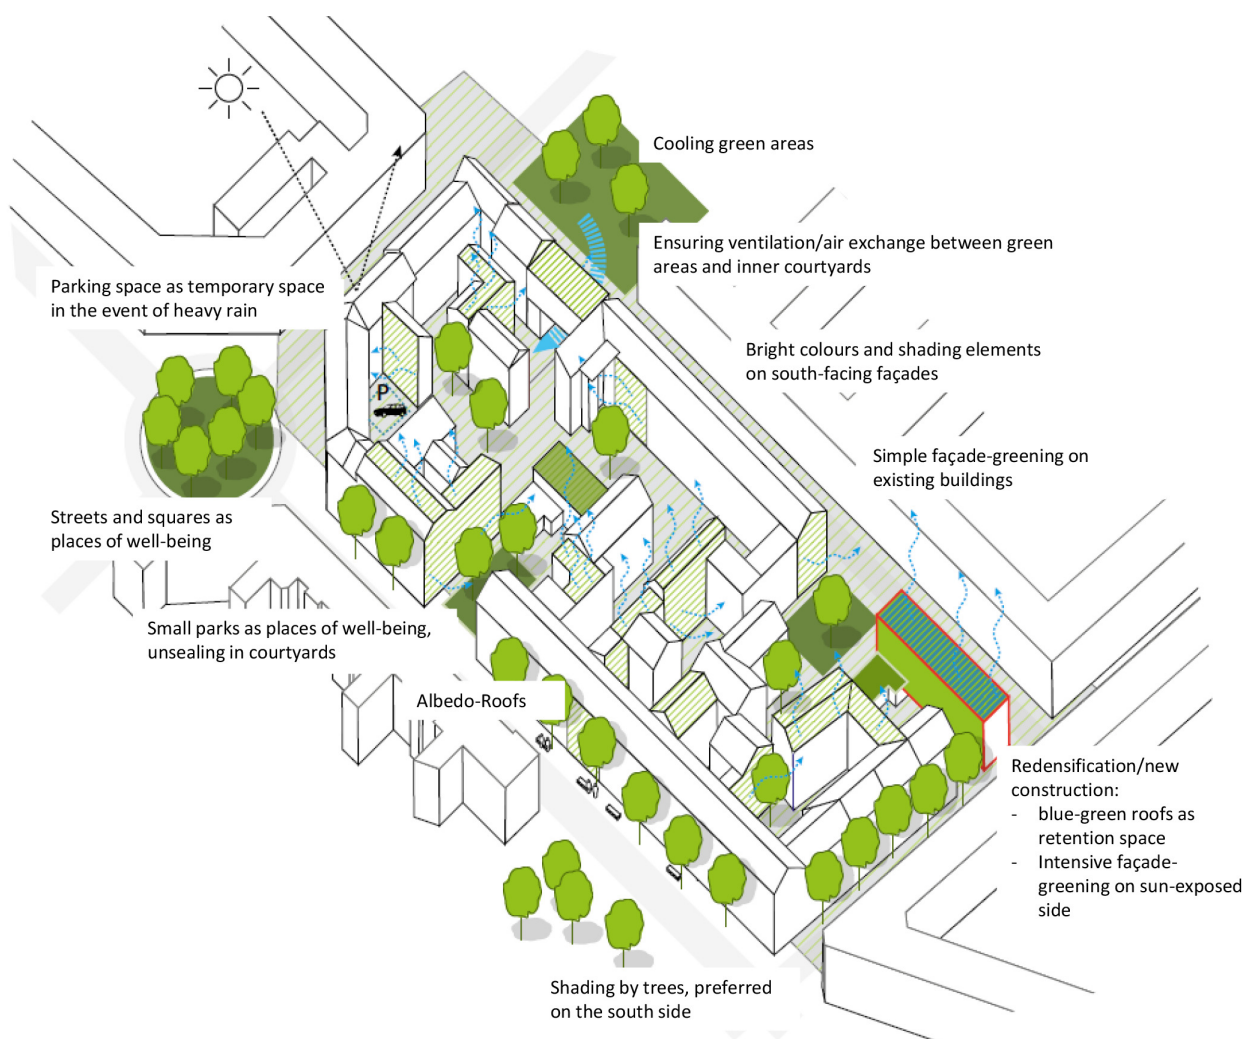 Cooling green areas
Ensuring ventilation/air exchange between green
areas and inner courtyards
Parking space as temporary space
in the event of heavy rain
Bright colours and shading elements
on south-facing façades
P
Simple façade-greening on
existing buildings
Streets and squares as
places of well-being
Small parks as places of well-being,
unsealing in courtyards
Albedo-Roofs
Redensification/new
construction:
- blue-green roofs as
retention space
- Intensive façade-
greening on sun-exposed
side
Shading by trees, preferred
on the south side